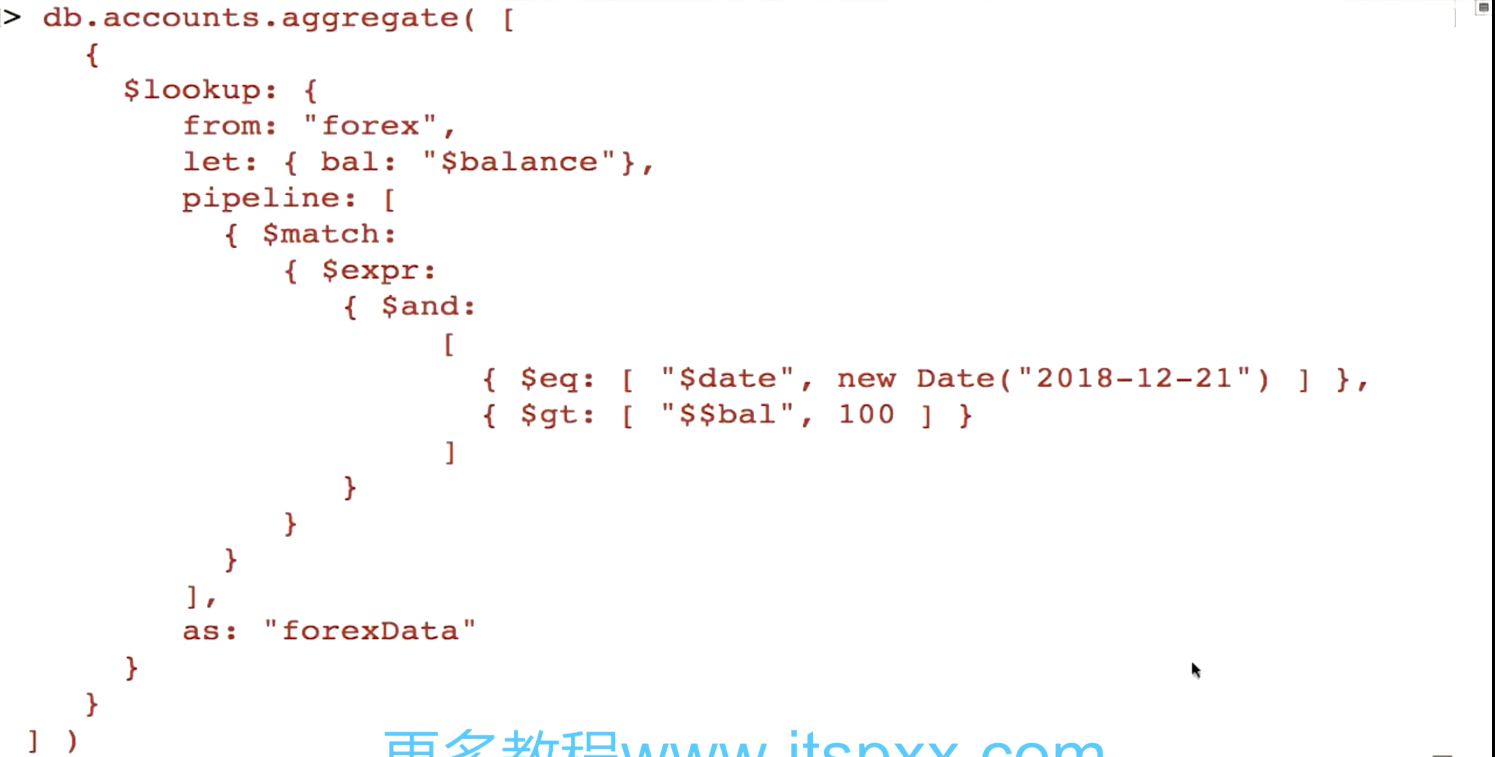 > db.accounts.aggregate( [
{
$lookup: {
from: "forex",
let: { bal: "$balance"},
pipeline: [
{ $match:
{ $expr:
{ $and:
[
{ $eq: [ "$date", new Date("2018-12-21") ] },
{ $gt: [ "$$bal", 100 ] }
]
}
}
}
],
as: "forexData"
}
}
] )
更多教程www.itspxx.com